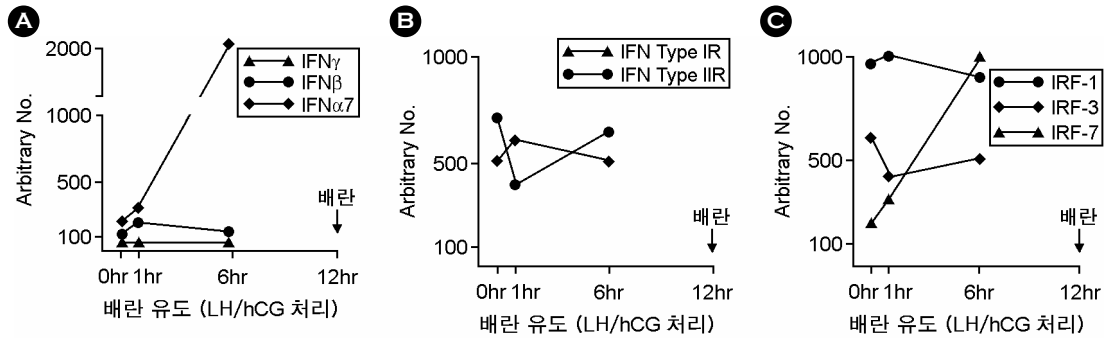 A
Arbitrary No.
2000
1000
500
100
IFNγ
IFNβ
IFNα7
배란
0hr 1hr 6hr 12hr
배란 유도 (LH/hCG 처리)
B
Arbitrary No.
1000
500
100
IFN Type IR
IFN Type IIR
배란
0hr 1hr 6hr 12hr
배란 유도 (LH/hCG 처리)
C
Arbitrary No.
1000
500
100
IRF-1
IRF-3
IRF-7
배란
0hr 1hr 6hr 12hr
배란 유도 (LH/hCG 처리)